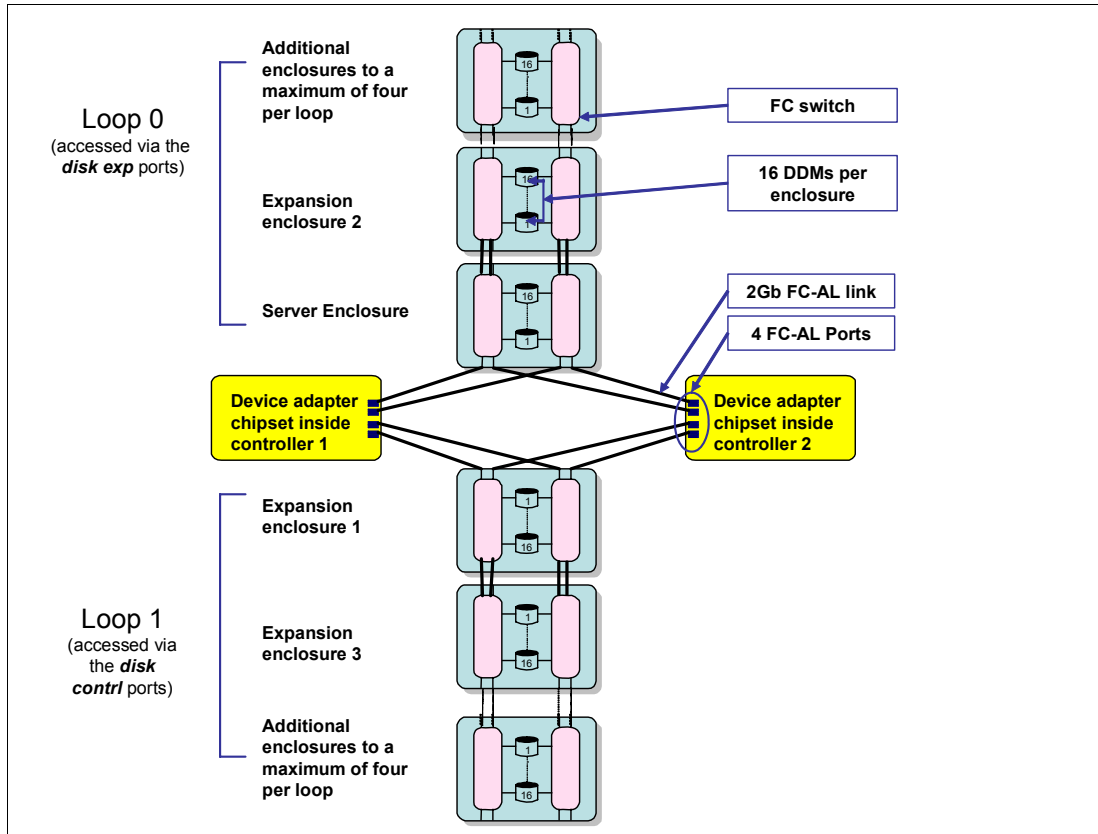 Additional
enclosures to a
maximum of four
per loop
Loop 0
(accessed via the
disk exp ports)
Expansion
enclosure 2
Server Enclosure
16
1
16
1
16
1
FC switch
16 DDMs per
enclosure
2Gb FC-AL link
4 FC-AL Ports
Device adapter
chipset inside
controller 1
Device adapter
chipset inside
controller 2
Expansion
enclosure 1
Loop 1
(accessed via
the disk
contrl ports)
Expansion
enclosure 3
Additional
enclosures to a
maximum of four
per loop
1
16
1
16
1
16